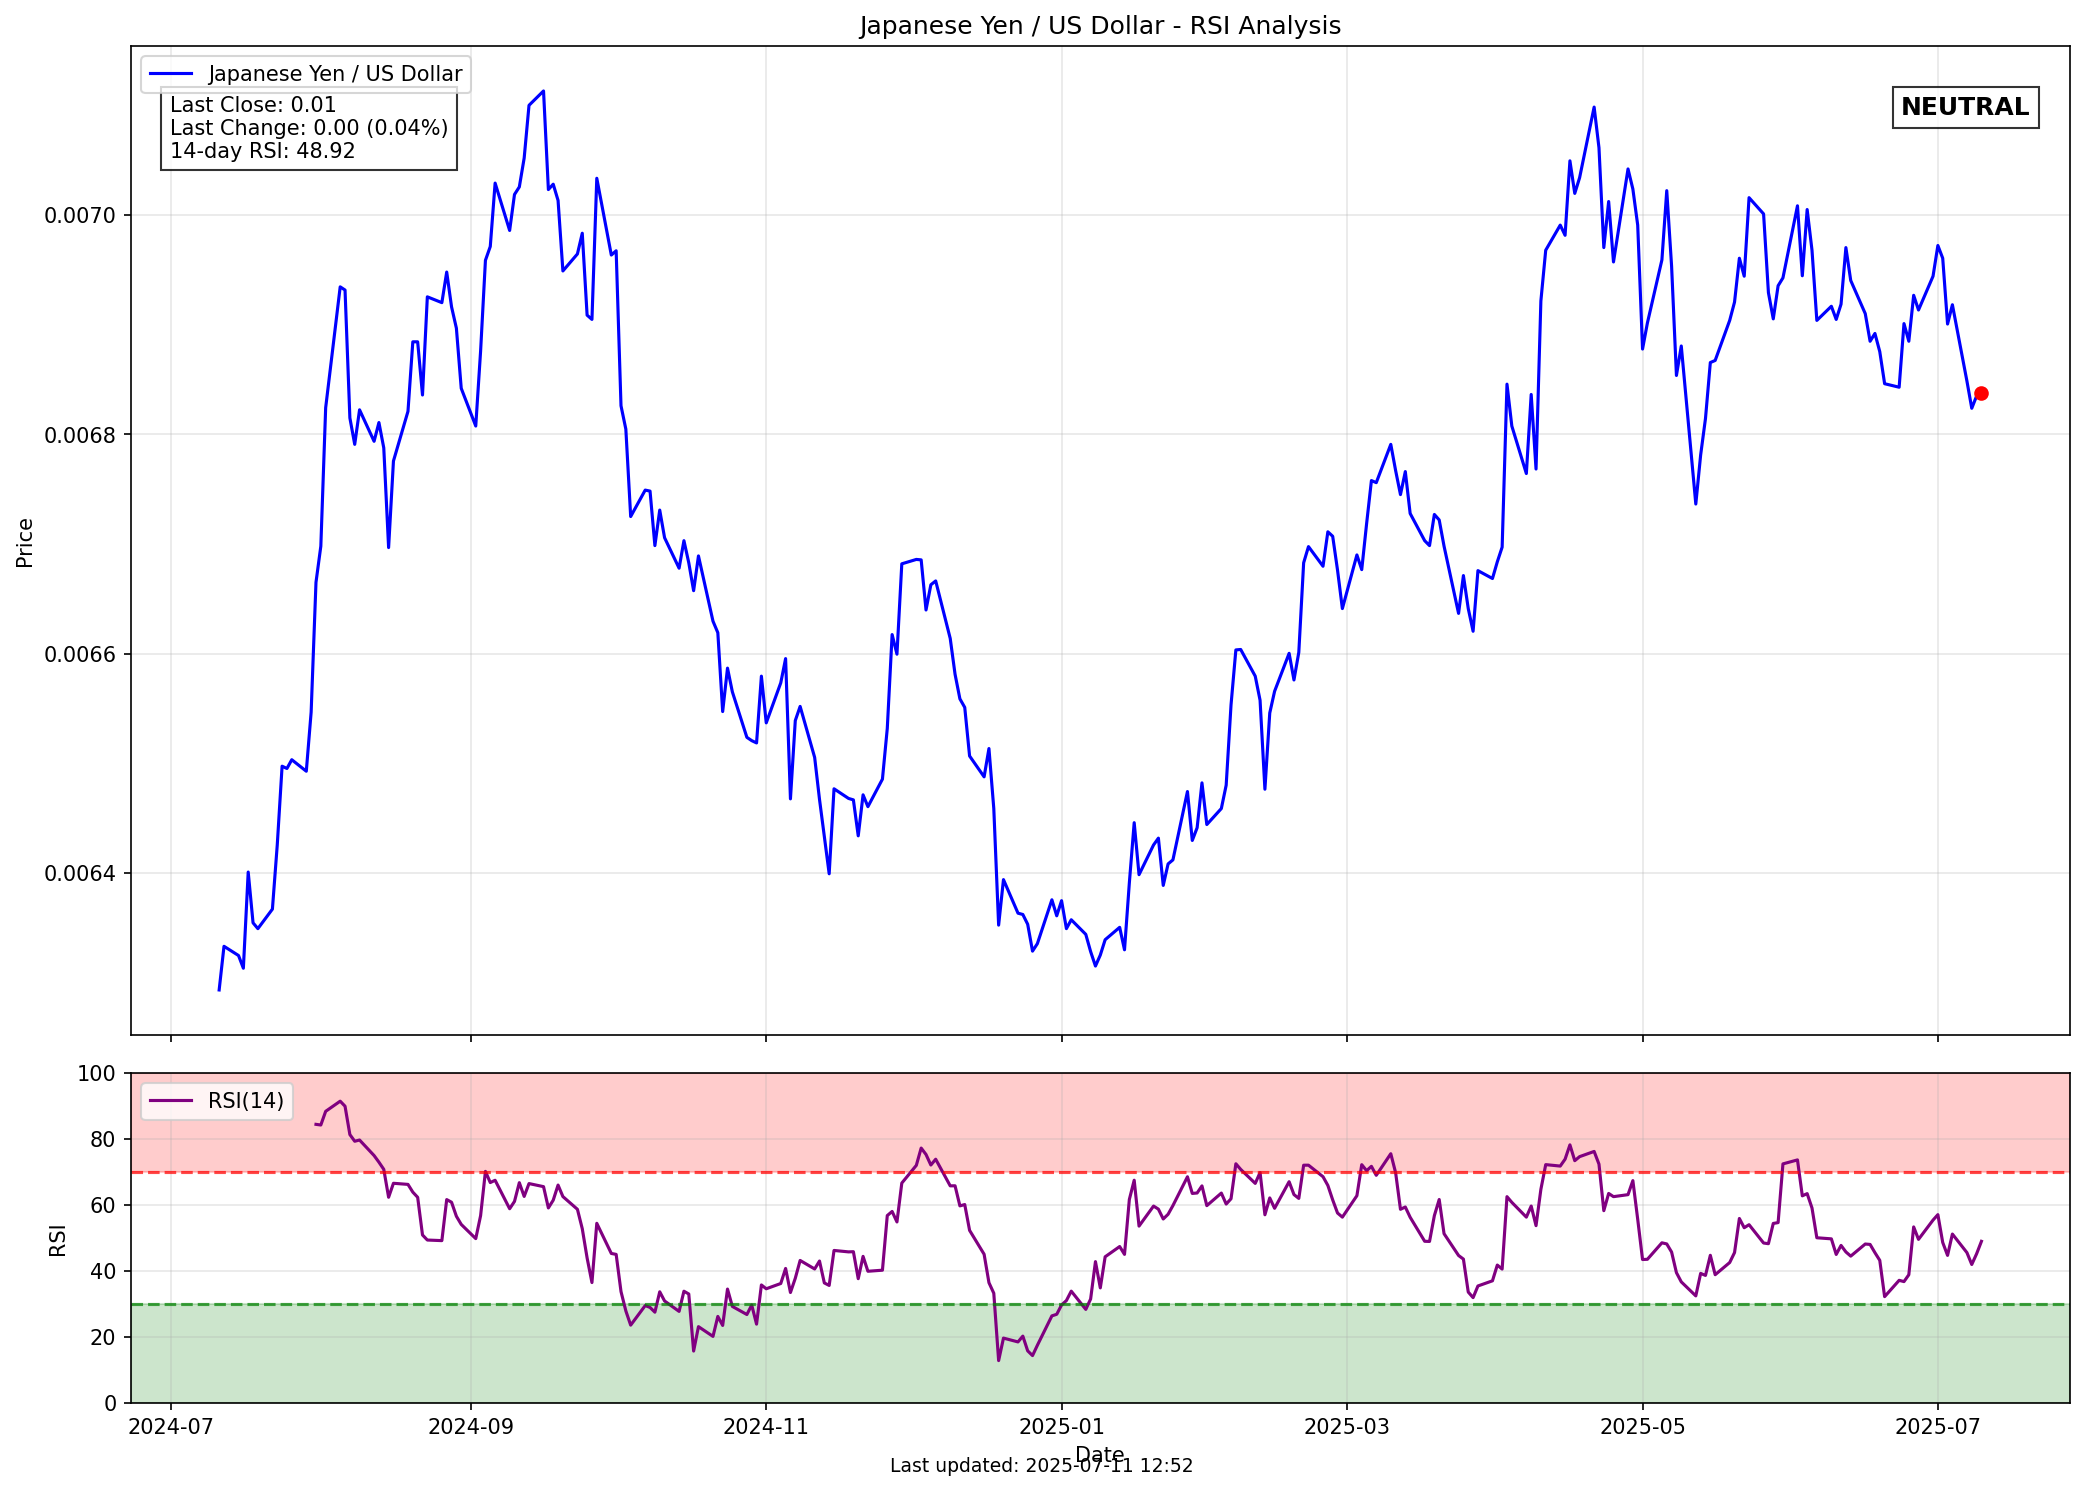 Japanese Yen / US Dollar - RSI Analysis
Japanese Yen / US Dollar
Last Close: 0.01
Last Change: 0.00 (0.04%)
14-day RSI: 48.92
NEUTRAL
Price
0.0070
0.0068
0.0066
0.0064
RSI(14)
RSI
100
80
60
40
20
0
2024-07
2024-09
2024-11
2025-01
2025-03
2025-05
2025-07
Date
Last updated: 2025-07-11 12:52